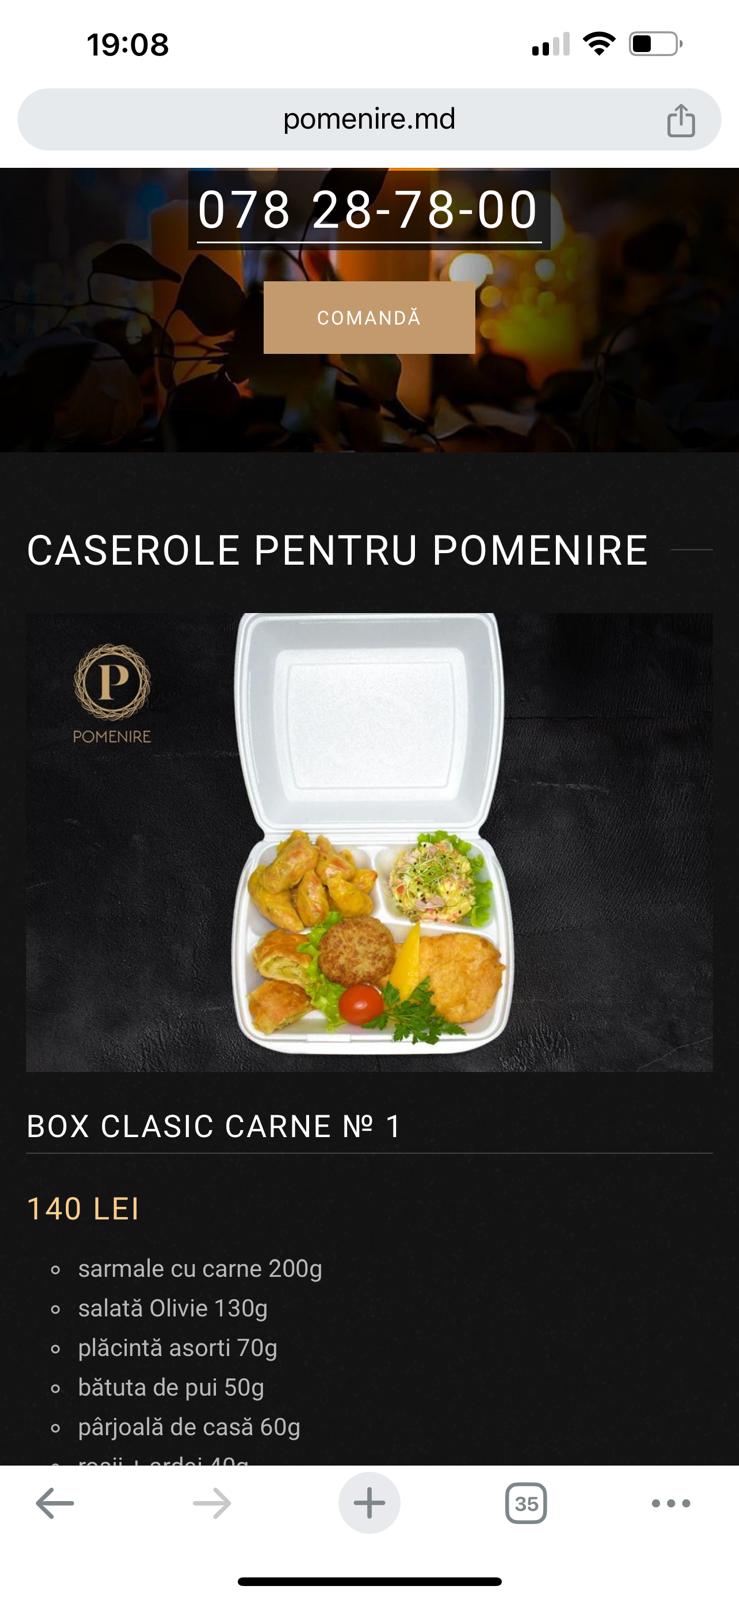 19:08
pomenire.md
078 28-78-00
COMANDĂ
CASEROLE PENTRU POMENIRE
P
POMENIRE
BOX CLASIC CARNE № 1
140 LEI
sarmale cu carne 200g
salată Olivie 130g
plăcintă asorti 70g
bătuta de pui 50g
pârjoală de casă 60g
35